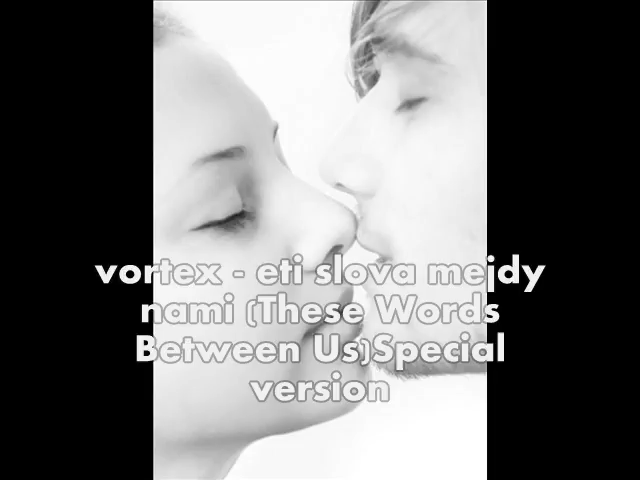 vortex - eti slova mejdy
nami (These Words
Between Us)Special
version